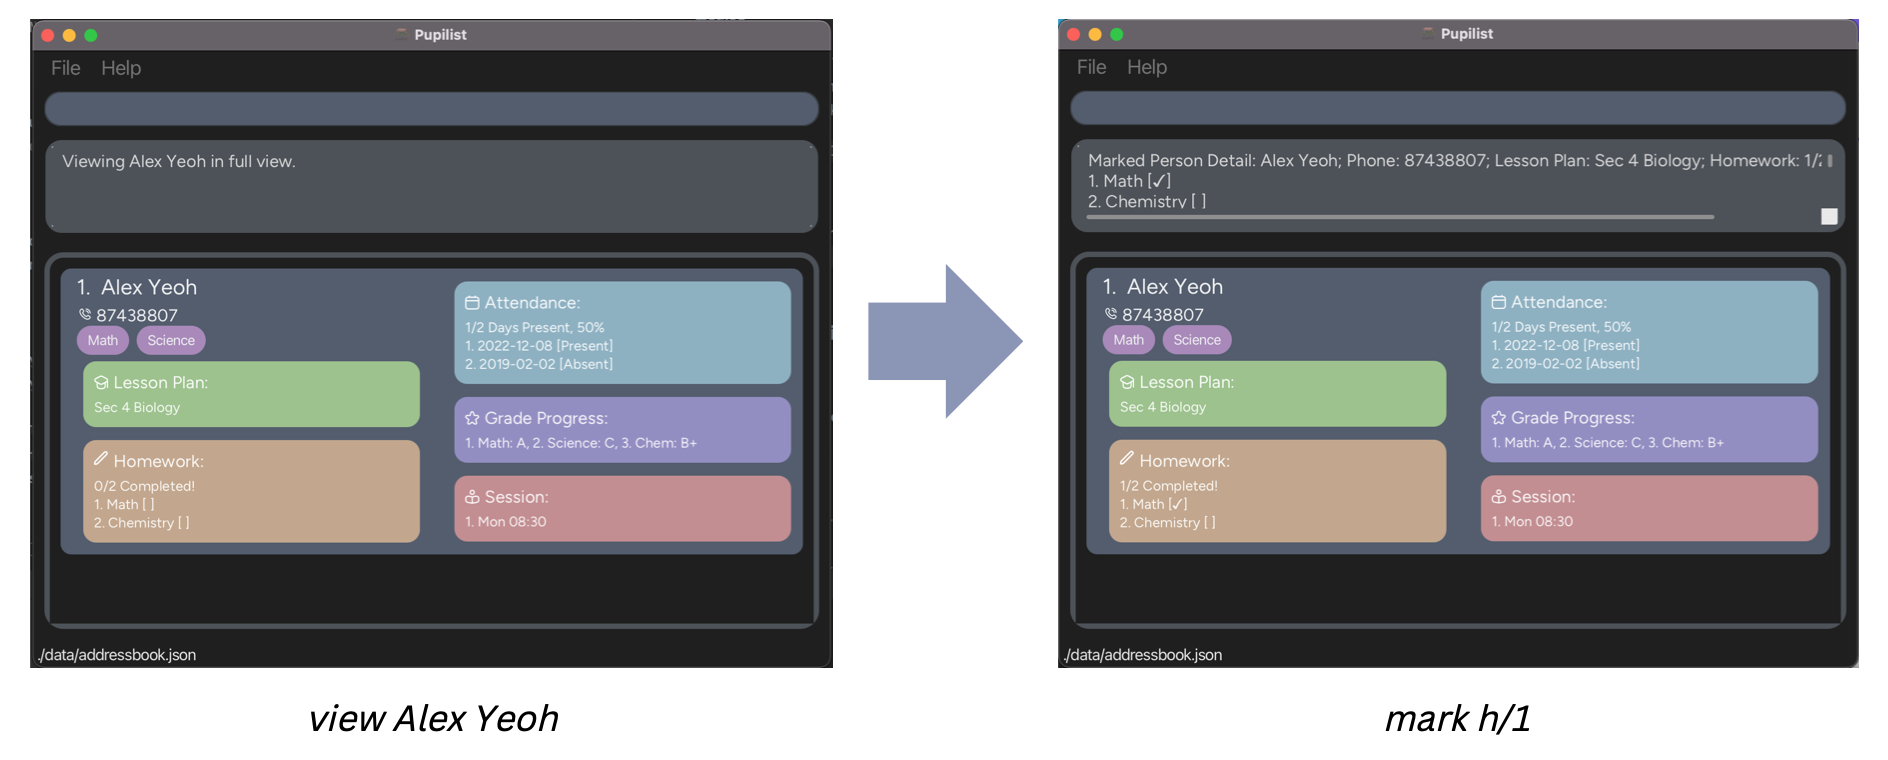 Pupilist
File Help
Viewing Alex Yeoh in full view.
1. Alex Yeoh
87438807
Math Science
Lesson Plan:
Sec 4 Biology
Homework:
0/2 Completed!
1. Math [ ]
2. Chemistry [ ]
Attendance:
1/2 Days Present, 50%
1. 2022-12-08 [Present]
2. 2019-02-02 [Absent]
Grade Progress:
1. Math: A, 2. Science: C, 3. Chem: B+
Session:
1. Mon 08:30
./data/addressbook.json
view Alex Yeoh
Pupilist
File Help
Marked Person Detail: Alex Yeoh; Phone: 87438807; Lesson Plan: Sec 4 Biology; Homework: 1/2
1. Math [✓]
2. Chemistry [ ]
1. Alex Yeoh
87438807
Math Science
Lesson Plan:
Sec 4 Biology
Homework:
1/2 Completed!
1. Math [✓]
2. Chemistry [ ]
Attendance:
1/2 Days Present, 50%
1. 2022-12-08 [Present]
2. 2019-02-02 [Absent]
Grade Progress:
1. Math: A, 2. Science: C, 3. Chem: B+
Session:
1. Mon 08:30
./data/addressbook.json
mark h/1